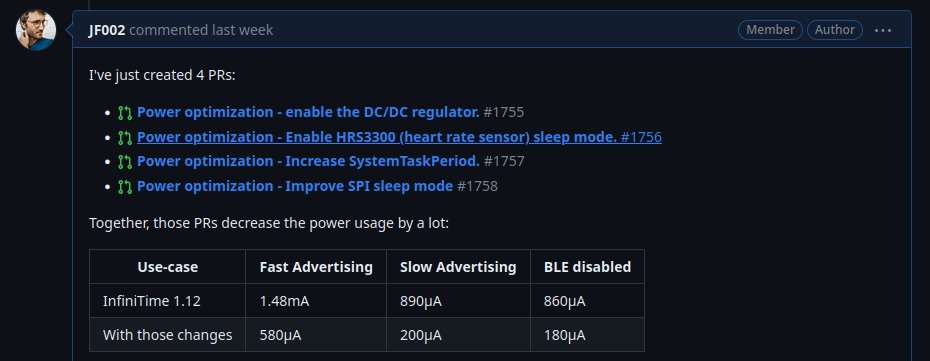 JF002 commented last week Member Author ...
I've just created 4 PRs:
• Power optimization - enable the DC/DC regulator. #1755
• Power optimization - Enable HRS3300 (heart rate sensor) sleep mode. #1756
• Power optimization - Increase SystemTaskPeriod. #1757
• Power optimization - Improve SPI sleep mode #1758
Together, those PRs decrease the power usage by a lot:
Use-case Fast Advertising Slow Advertising BLE disabled
InfiniTime 1.12 1.48mA 890µA 860µA
With those changes 580µA 200µA 180µA